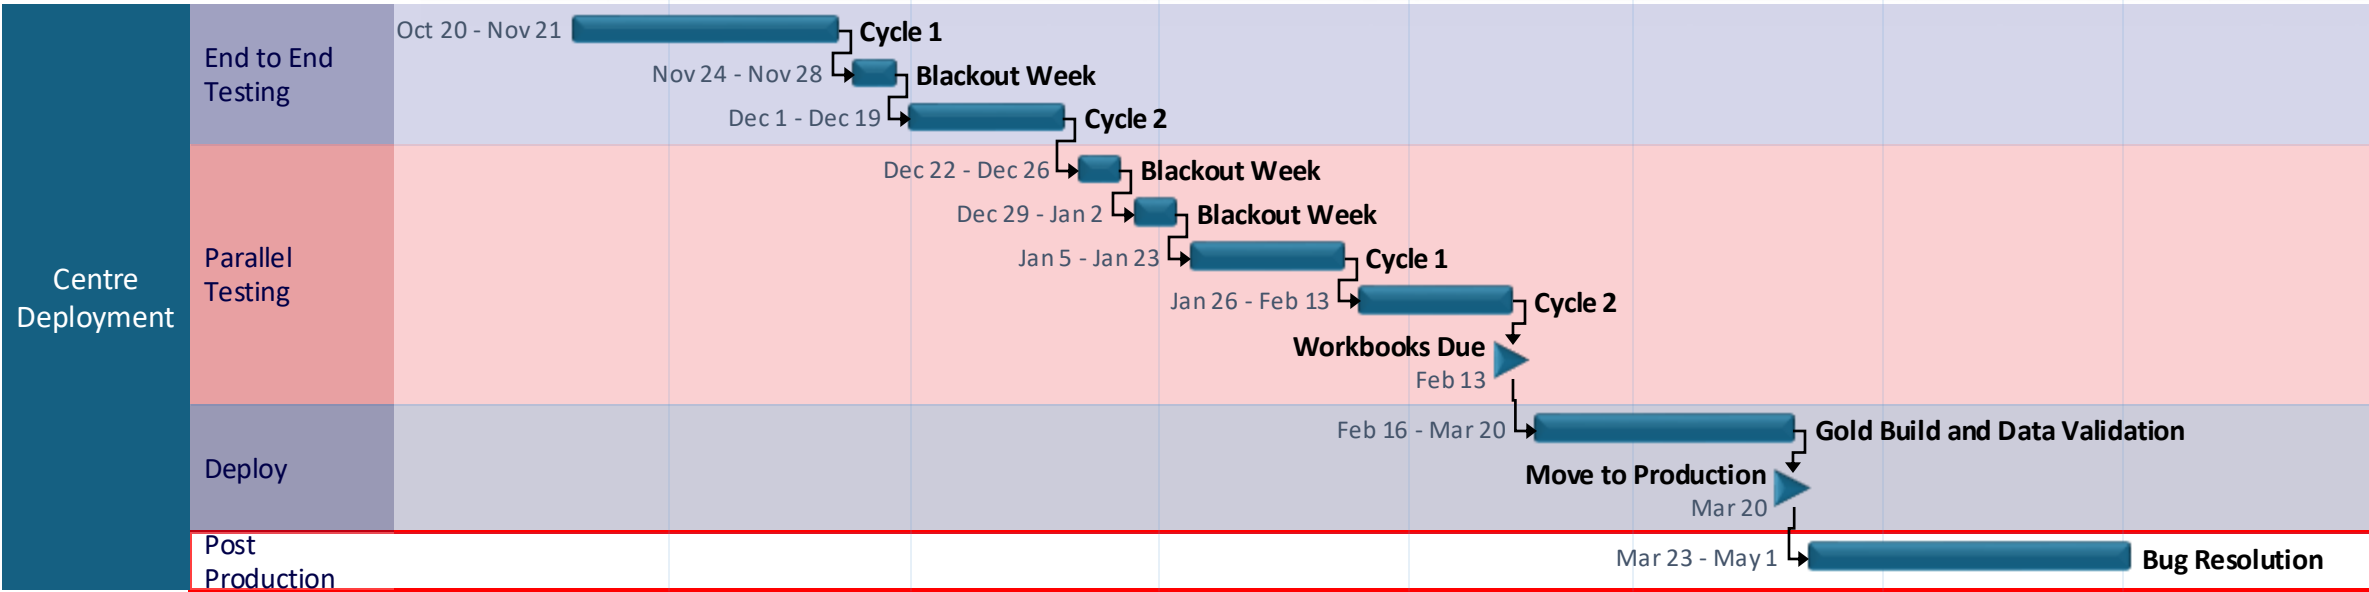 Centre
Deployment
End to End
Testing
Oct 20 - Nov 21
Cycle 1
Nov 24 - Nov 28
Blackout Week
Dec 1 - Dec 19
Cycle 2
Parallel
Testing
Dec 22 - Dec 26
Blackout Week
Dec 29 - Jan 2
Blackout Week
Jan 5 - Jan 23
Cycle 1
Jan 26 - Feb 13
Cycle 2
Workbooks Due
Feb 13
Deploy
Feb 16 - Mar 20
Gold Build and Data Validation
Move to Production
Mar 20
Post
Production
Mar 23 - May 1
Bug Resolution